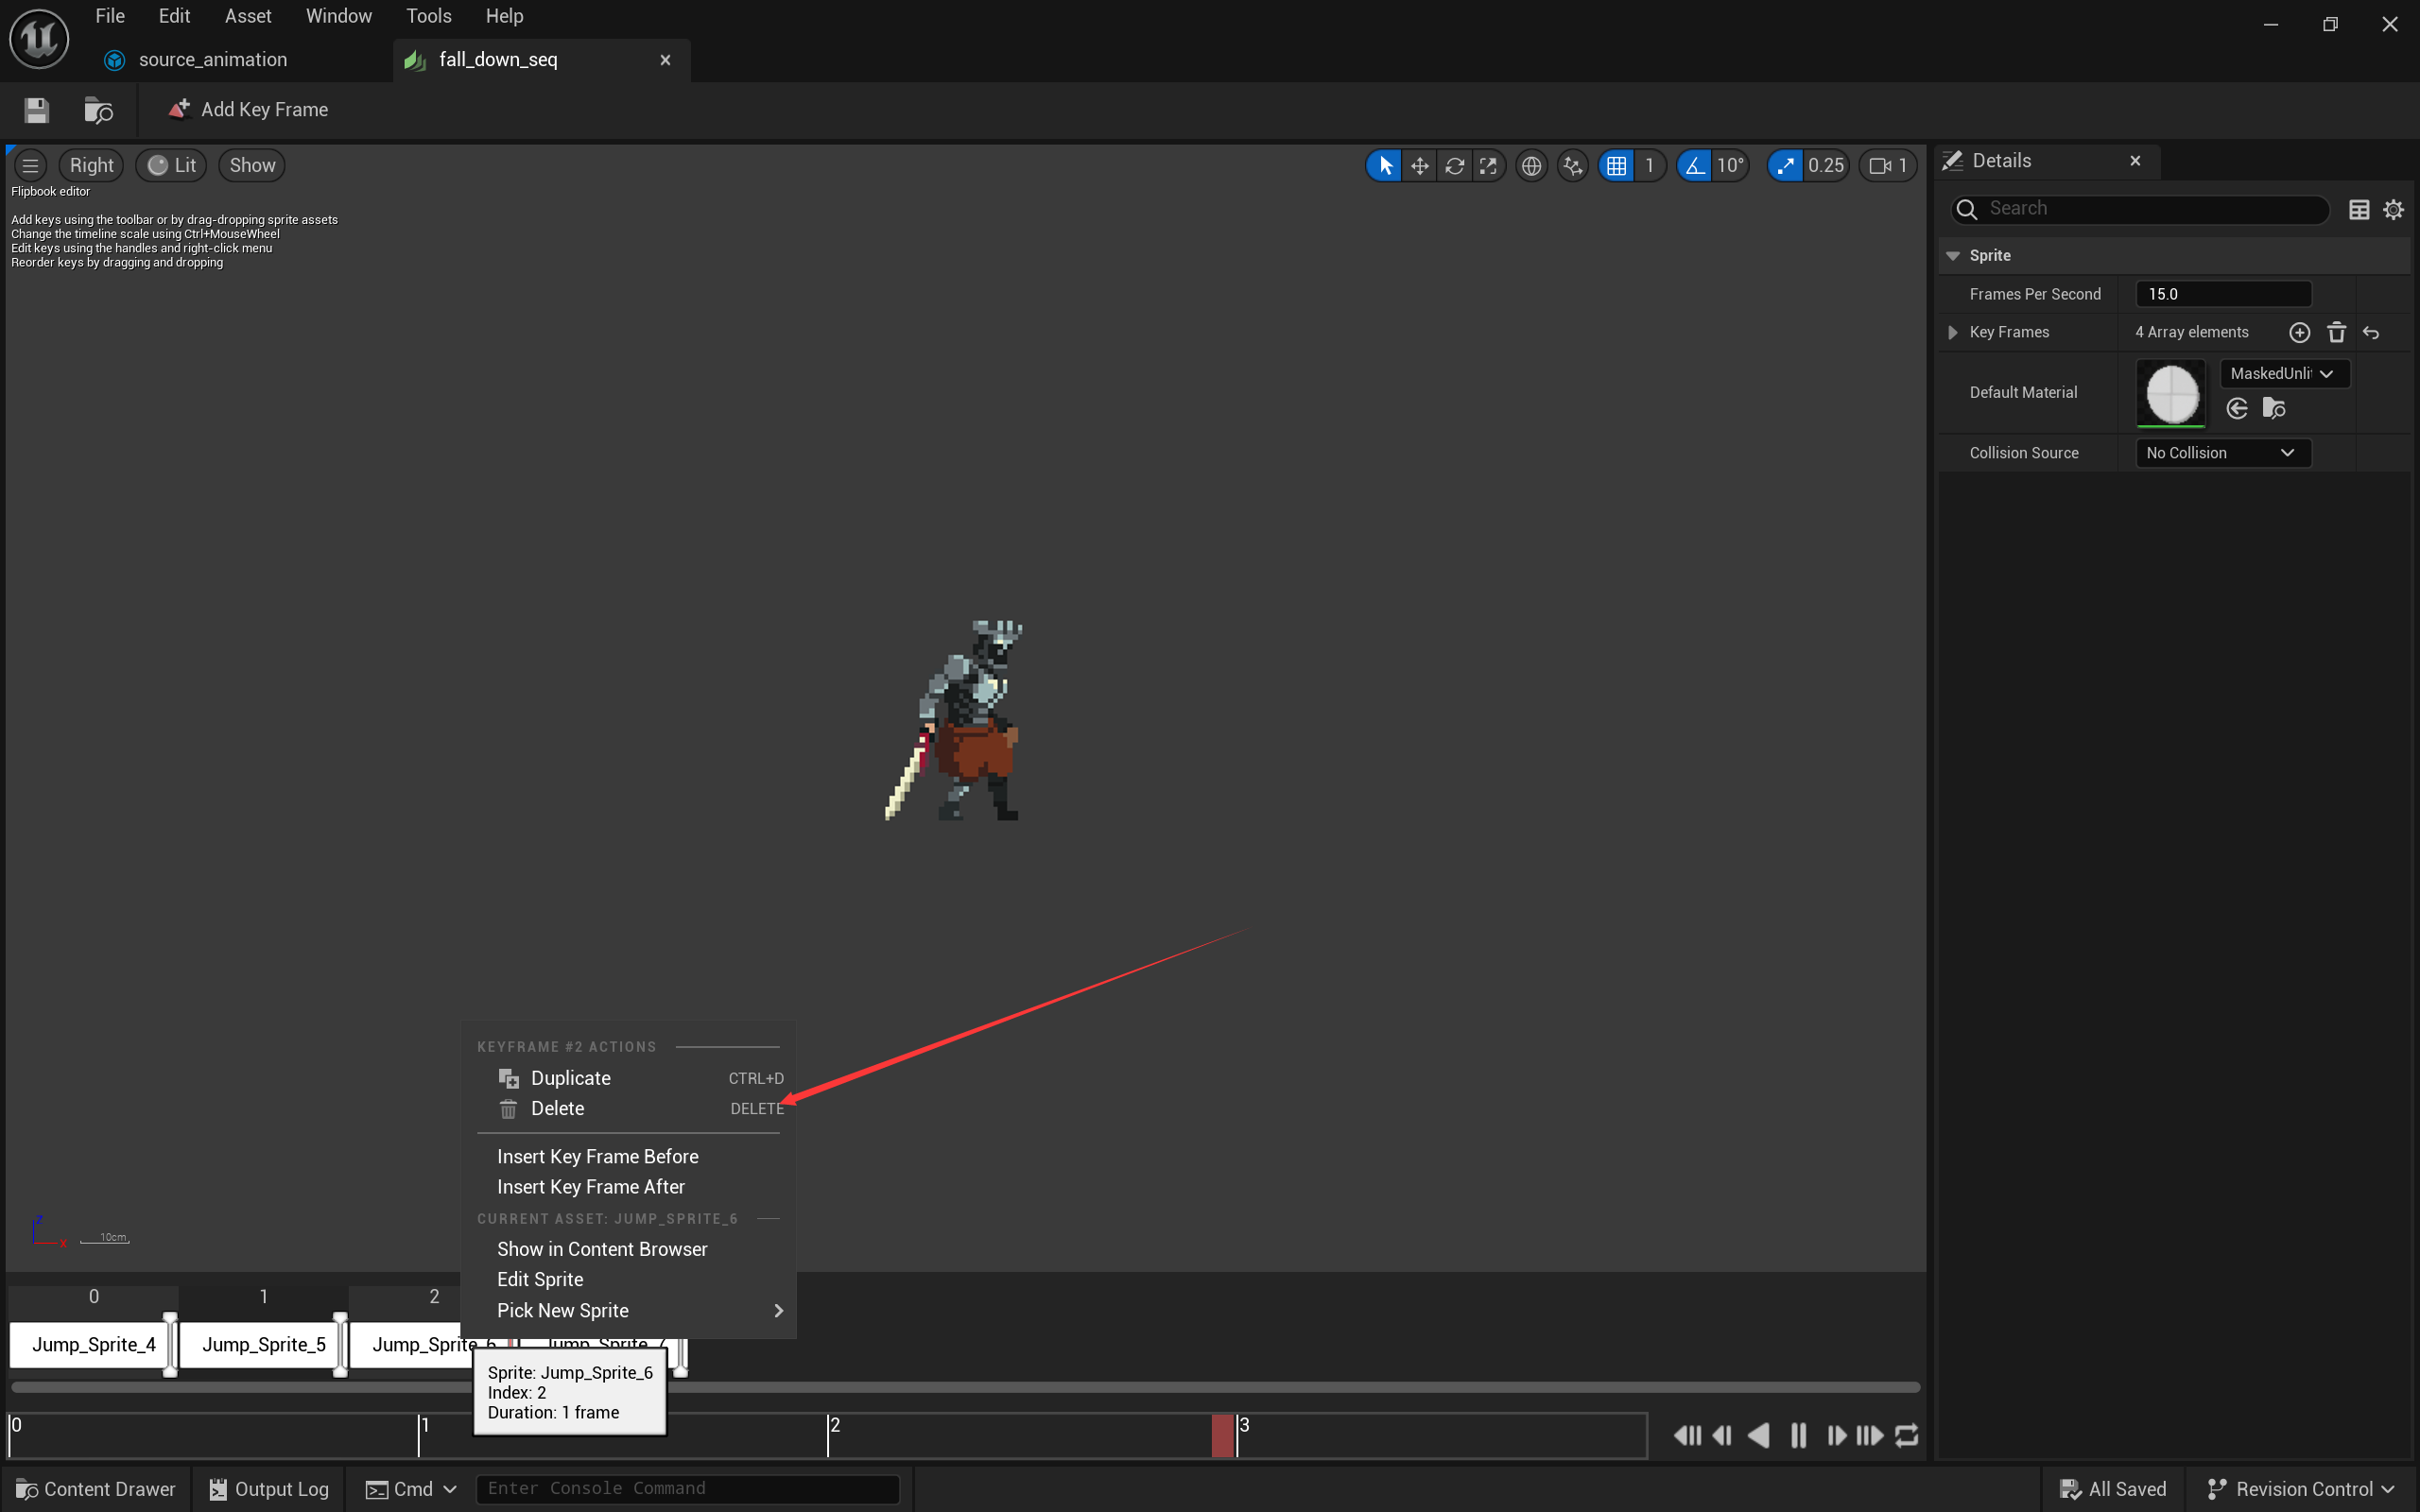 File Edit Asset Window Tools Help
source_animation
fall_down_seq
Add Key Frame
Right Lit Show
1 10° 0.25 1
Flipbook editor
Add keys using the toolbar or by drag-dropping sprite assets
Change the timeline scale using Ctrl+MouseWheel
Edit keys using the handles and right-click menu
Reorder keys by dragging and dropping
Details
Search
Sprite
Frames Per Second 15.0
Key Frames 4 Array elements
Default Material MaskedUnli
Collision Source No Collision
KEYFRAME #2 ACTIONS
Duplicate CTRL+D
Delete DELETE
Insert Key Frame Before
Insert Key Frame After
CURRENT ASSET: JUMP_SPRITE_6
Show in Content Browser
Edit Sprite
Pick New Sprite
Z
X
10cm
0 1 2
Jump_Sprite_4 Jump_Sprite_5 Jump_Sprite_6 Jump_Sprite_7
Sprite: Jump_Sprite_6
Index: 2
Duration: 1 frame
0 1 2 3
Content Drawer Output Log Cmd Enter Console Command All Saved Revision Control